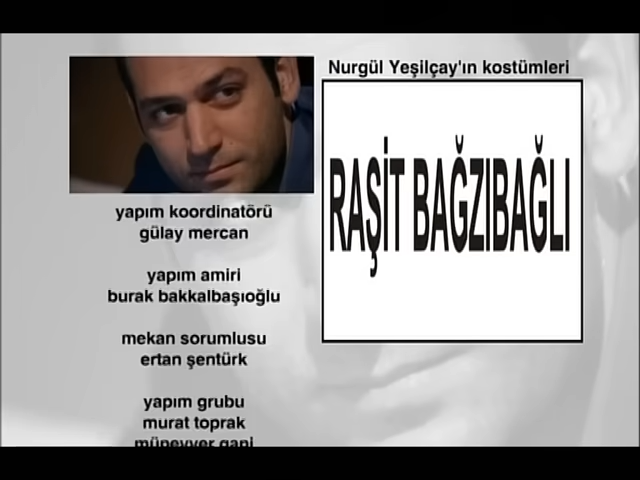 Nurgül Yeşilçay'ın kostümleri
RAŞİT BAĞZIBAĞLI
yapım koordinatörü
gülay mercan
yapım amiri
burak bakkalbaşıoğlu
mekan sorumlusu
ertan şentürk
yapım grubu
murat toprak